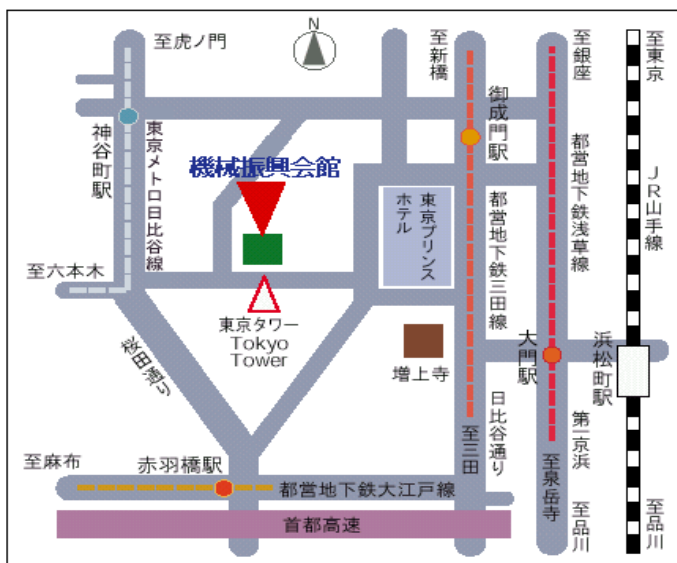 至虎ノ門
N
至新橋
至銀座
至東京
御成門駅
神谷町駅
東京メトロ日比谷線
機械振興会館
東京プリンス
ホテル
都営地下鉄三田線
都営地下鉄浅草線
JR山手線
至六本木
東京タワー
Tokyo
Tower
桜田通り
増上寺
大門駅
浜松町駅
日比谷通り
第一京浜
至麻布
赤羽橋駅
都営地下鉄大江戸線
至三田
至泉岳寺
至品川
至品川
首都高速